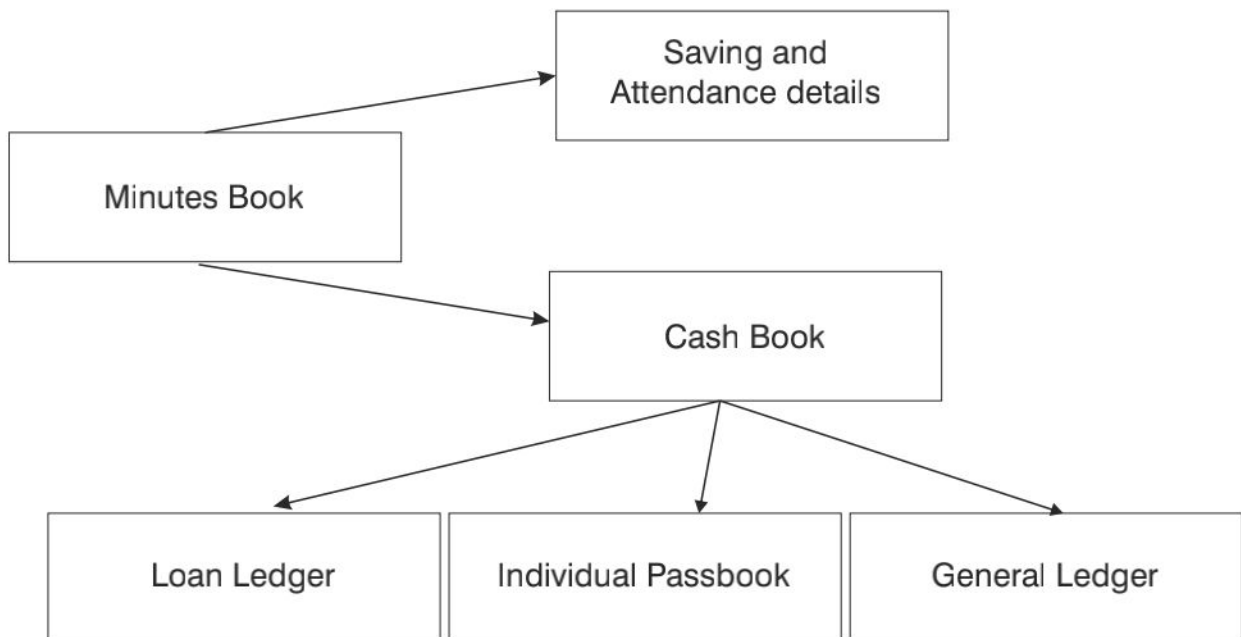 Saving and
Attendance details
Minutes Book
Cash Book
Loan Ledger
Individual Passbook
General Ledger